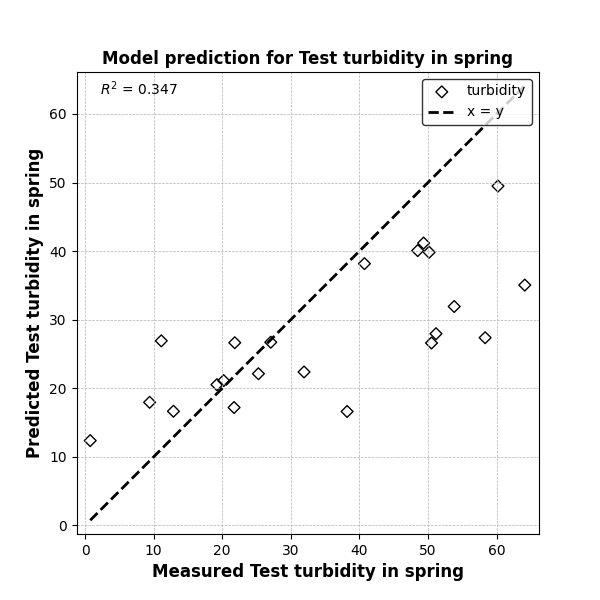 Model prediction for Test turbidity in spring
R² = 0.347
turbidity
x = y
Predicted Test turbidity in spring
60
50
40
30
20
10
0
0 10 20 30 40 50 60
Measured Test turbidity in spring